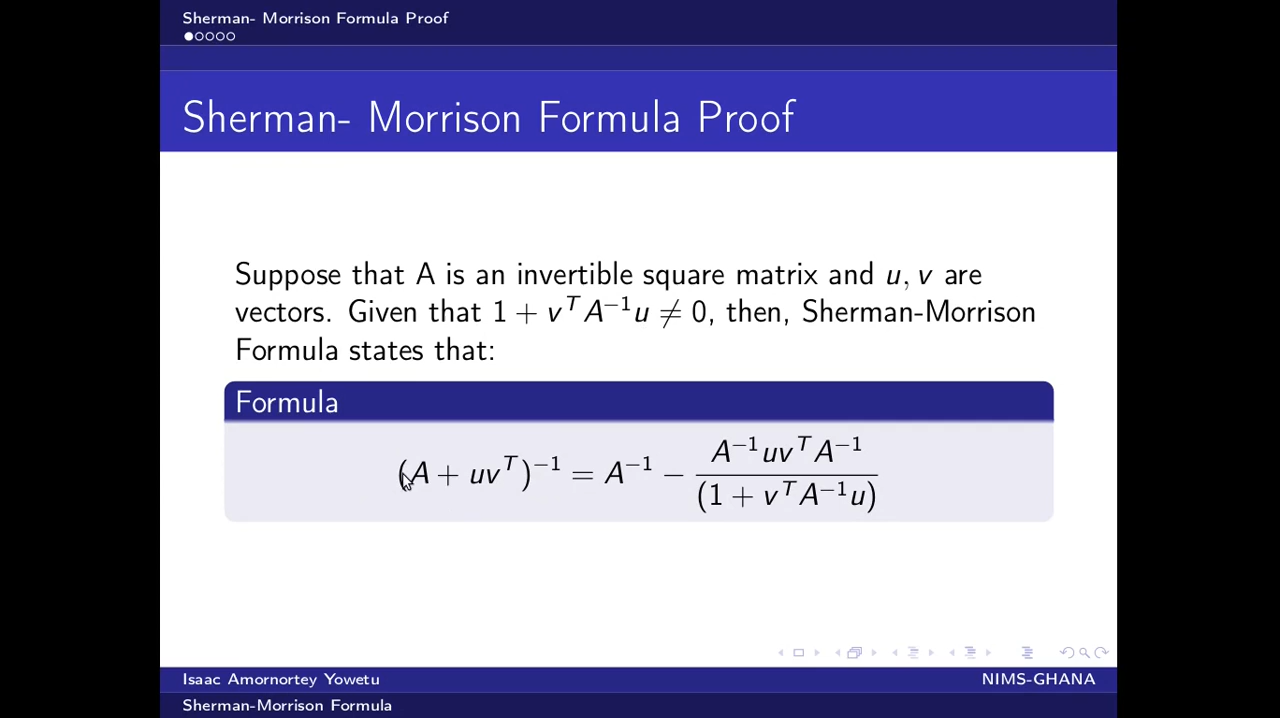 Sherman- Morrison Formula Proof
Sherman- Morrison Formula Proof
Suppose that A is an invertible square matrix and u, v are
vectors. Given that 1 + v^T A^{−1} u ≠ 0, then, Sherman-Morrison
Formula states that:
Formula
(A + uv^T)^{−1} = A^{−1} − \frac{A^{−1} uv^T A^{−1}}{(1 + v^T A^{−1} u)}
Isaac Amornortey Yowetu NIMS-GHANA
Sherman-Morrison Formula